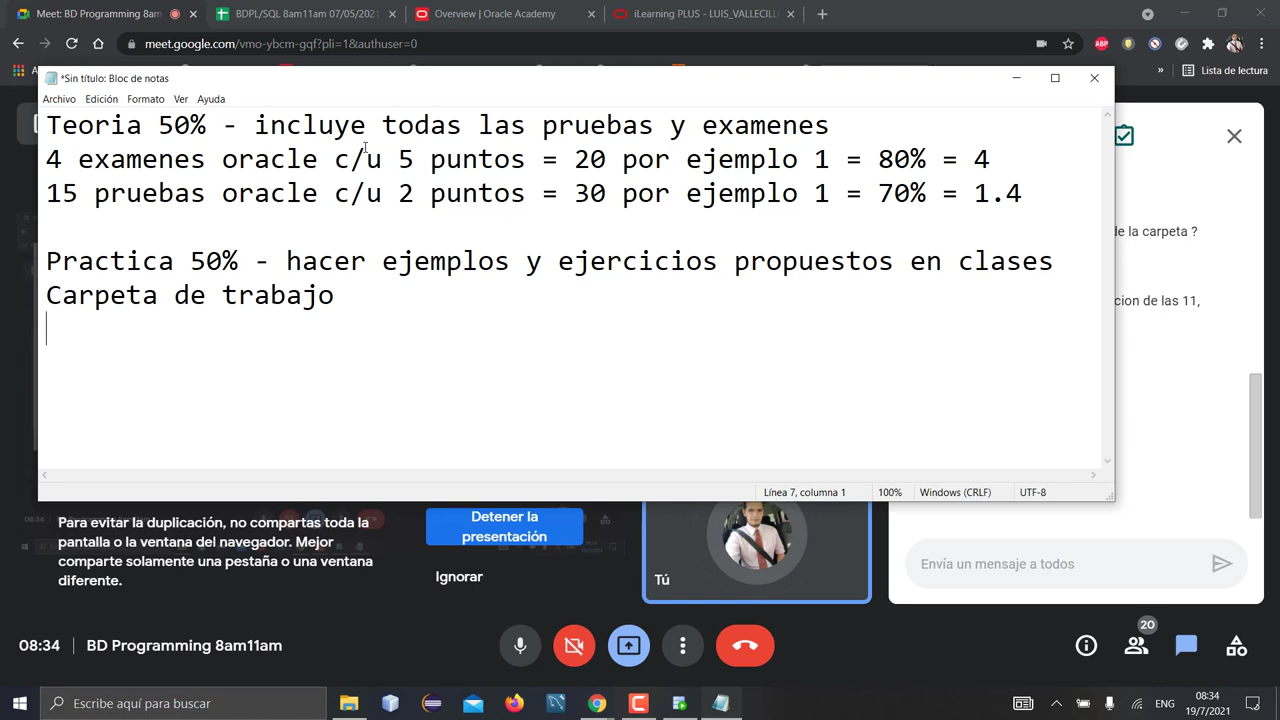 Meet: BD Programming 8am
BDPL/SQL 8am11am 07/05/2021
Overview | Oracle Academy
iLearning PLUS - LUIS_VALLECILL
meet.google.com/vmo-ybcm-gqf?pli=1&authuser=0
ABP
» Lista de lectura
*Sin título: Bloc de notas
Archivo Edición Formato Ver Ayuda
Teoria 50% - incluye todas las pruebas y examenes
4 examenes oracle c/u 5 puntos = 20 por ejemplo 1 = 80% = 4
15 pruebas oracle c/u 2 puntos = 30 por ejemplo 1 = 70% = 1.4
Practica 50% - hacer ejemplos y ejercicios propuestos en clases
Carpeta de trabajo
Línea 7, columna 1 100% Windows (CRLF) UTF-8
de la carpeta ?
cion de las 11,
Para evitar la duplicación, no compartas toda la
pantalla o la ventana del navegador. Mejor
comparte solamente una pestaña o una ventana
diferente.
Detener la
presentación
Ignorar
Tú
Envía un mensaje a todos
08:34 | BD Programming 8am11am
20
Escribe aquí para buscar
ENG
08:34
19/7/2021